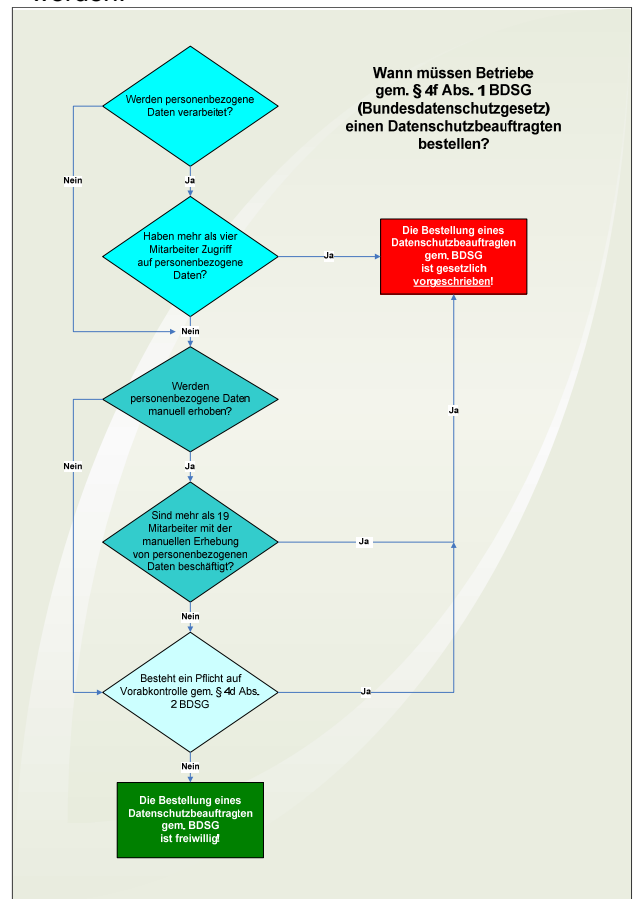 Wann müssen Betriebe
gem. § 4f Abs. 1 BDSG
(Bundesdatenschutzgesetz)
einen Datenschutzbeauftragten
bestellen?
Werden personenbezogene
Daten verarbeitet?
Nein
Ja
Haben mehr als vier
Mitarbeiter Zugriff
auf personenbezogene
Daten?
Ja
Die Bestellung eines
Datenschutzbeauftragten
gem. BDSG
ist gesetzlich
vorgeschrieben!
Nein
Werden
personenbezogene Daten
manuell erhoben?
Ja
Nein
Ja
Sind mehr als 19
Mitarbeiter mit der
manuellen Erhebung
von personenbezogenen
Daten beschäftigt?
Ja
Nein
Besteht ein Pflicht auf
Vorabkontrolle gem. § 4d Abs.
2 BDSG
Ja
Nein
Die Bestellung eines
Datenschutzbeauftragten
gem. BDSG
ist freiwillig!